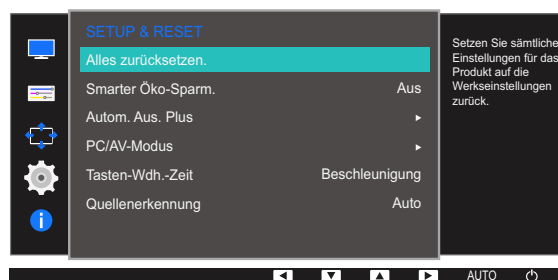 SETUP & RESET
Alles zurücksetzen.
Smarter Öko-Sparm. Aus
Autom. Aus. Plus
PC/AV-Modus
Tasten-Wdh.-Zeit Beschleunigung
Quellenerkennung Auto
Setzen Sie sämtliche
Einstellungen für das
Produkt auf die
Werkseinstellungen
zurück.
AUTO